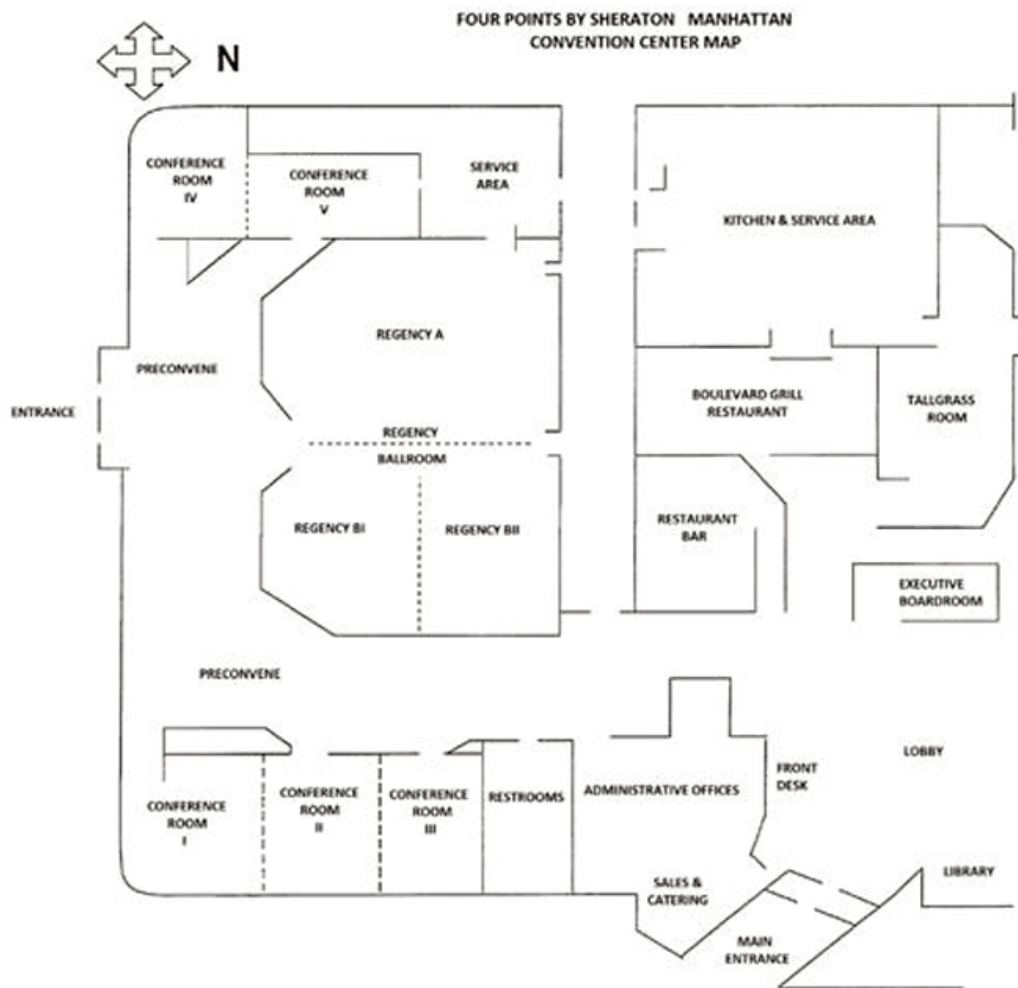 FOUR POINTS BY SHERATON MANHATTAN
CONVENTION CENTER MAP
N
CONFERENCE
ROOM
IV
CONFERENCE
ROOM
V
SERVICE
AREA
KITCHEN & SERVICE AREA
REGENCY A
PRECONVENE
ENTRANCE
BOULEVARD GRILL
RESTAURANT
TALLGRASS
ROOM
REGENCY
BALLROOM
REGENCY BI
REGENCY BII
RESTAURANT
BAR
EXECUTIVE
BOARDROOM
PRECONVENE
LOBBY
FRONT
DESK
CONFERENCE
ROOM
I
CONFERENCE
ROOM
II
CONFERENCE
ROOM
III
RESTROOMS
ADMINISTRATIVE OFFICES
SALES &
CATERING
LIBRARY
MAIN
ENTRANCE